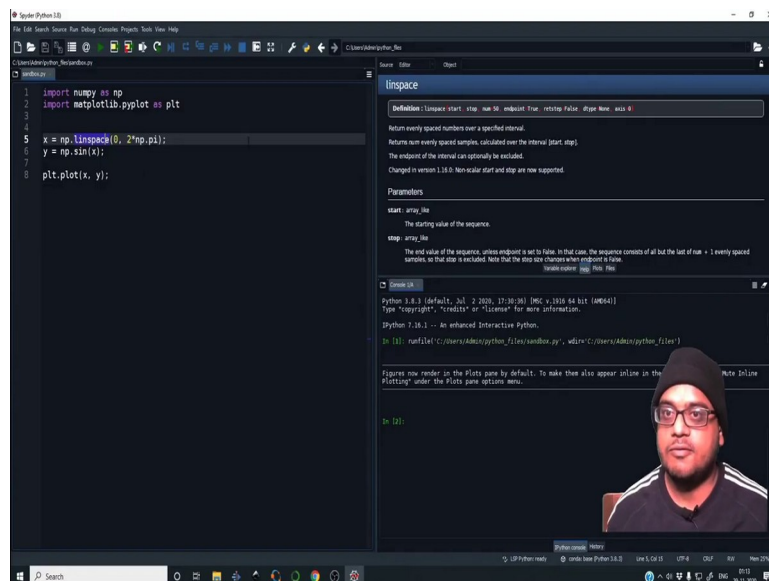 Spyder (Python 3.8)
File Edit Search Source Run Debug Consoles Projects Tools View Help
C:\Users\Admin\python_files
C:\Users\Admin\python_files\sandbox.py
sandbox.py
1 import numpy as np
2 import matplotlib.pyplot as plt
3
4
5 x = np.linspace(0, 2*np.pi);
6 y = np.sin(x);
7
8 plt.plot(x, y);
Source Editor Object
linspace
Definition : linspace(start, stop, num=50, endpoint=True, retstep=False, dtype=None, axis=0)
Return evenly spaced numbers over a specified interval.
Returns num evenly spaced samples, calculated over the interval [start, stop].
The endpoint of the interval can optionally be excluded.
Changed in version 1.16.0: Non-scalar start and stop are now supported.
Parameters
start : array_like
The starting value of the sequence.
stop : array_like
The end value of the sequence, unless endpoint is set to False. In that case, the sequence consists of all but the last of num + 1 evenly spaced
samples, so that stop is excluded. Note that the step size changes when endpoint is False.
Variable explorer Help Plots Files
Console 1/A
Python 3.8.3 (default, Jul 2 2020, 17:30:36) [MSC v.1916 64 bit (AMD64)]
Type "copyright", "credits" or "license" for more information.
IPython 7.16.1 -- An enhanced Interactive Python.
In [1]: runfile('C:/Users/Admin/python_files/sandbox.py', wdir='C:/Users/Admin/python_files')
Figures now render in the Plots pane by default. To make them also appear inline in the "Mute Inline
Plotting" under the Plots pane options menu.
In [2]:
IPython console History
LSP Python: ready conda: base (Python 3.8.3) Line 5, Col 15 UTF-8 CRLF RW Mem 25%
Search
ENG 01:13